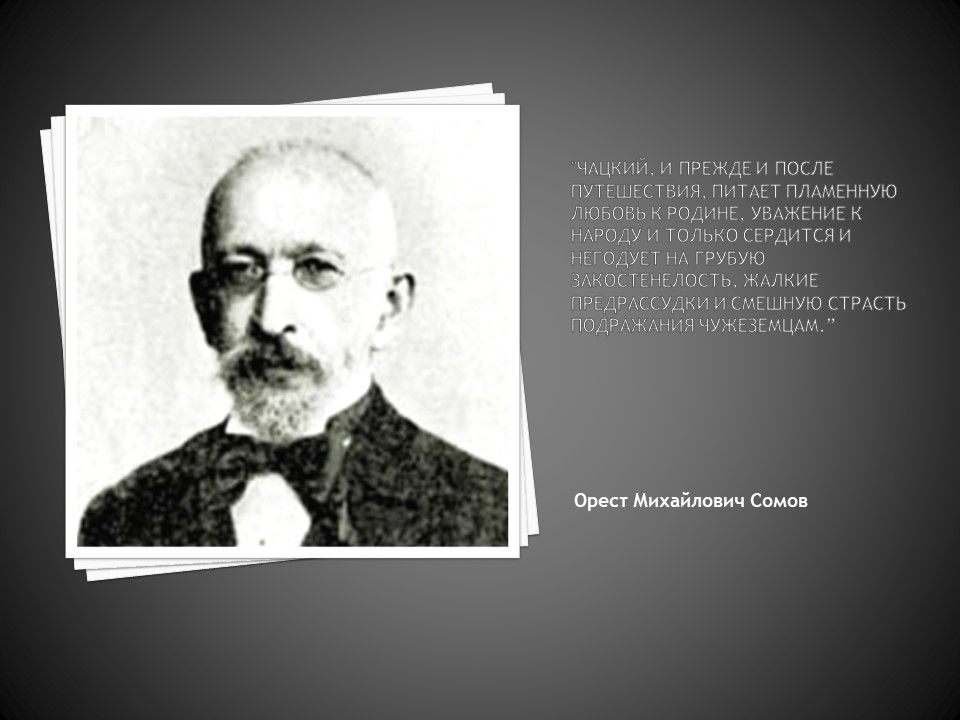 "ЧАЦКИЙ, И ПРЕЖДЕ И ПОСЛЕ
ПУТЕШЕСТВИЯ, ПИТАЕТ ПЛАМЕННУЮ
ЛЮБОВЬ К РОДИНЕ, УВАЖЕНИЕ К
НАРОДУ И ТОЛЬКО СЕРДИТСЯ И
НЕГОДУЕТ НА ГРУБУЮ
ЗАКОСТЕНЕЛОСТЬ, ЖАЛКИЕ
ПРЕДРАССУДКИ И СМЕШНУЮ СТРАСТЬ
ПОДРАЖАНИЯ ЧУЖЕЗЕМЦАМ.”
Орест Михайлович Сомов